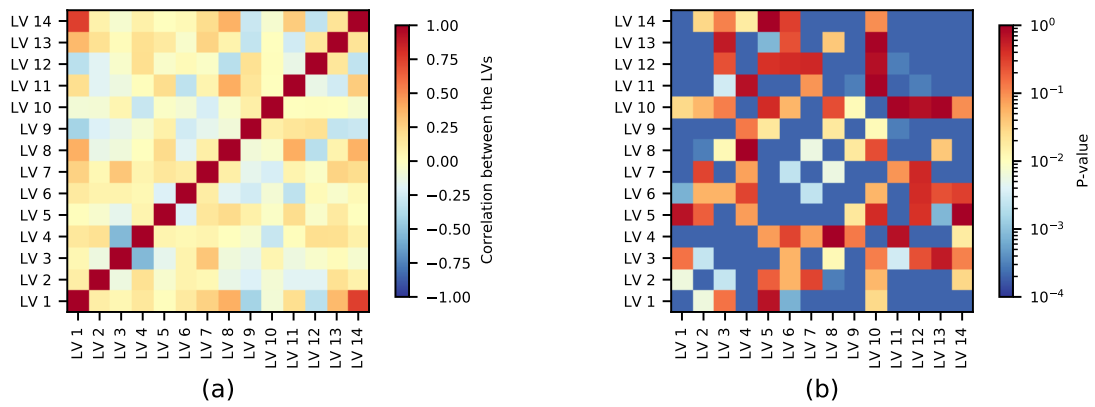 LV 14
LV 13
LV 12
LV 11
LV 10
LV 9
LV 8
LV 7
LV 6
LV 5
LV 4
LV 3
LV 2
LV 1
LV 1
LV 2
LV 3
LV 4
LV 5
LV 6
LV 7
LV 8
LV 9
LV 10
LV 11
LV 12
LV 13
LV 14
(a)
1.00
0.75
0.50
0.25
0.00
−0.25
−0.50
−0.75
−1.00
Correlation between the LVs
LV 14
LV 13
LV 12
LV 11
LV 10
LV 9
LV 8
LV 7
LV 6
LV 5
LV 4
LV 3
LV 2
LV 1
LV 1
LV 2
LV 3
LV 4
LV 5
LV 6
LV 7
LV 8
LV 9
LV 10
LV 11
LV 12
LV 13
LV 14
(b)
10⁰
10⁻¹
10⁻²
10⁻³
10⁻⁴
P-value